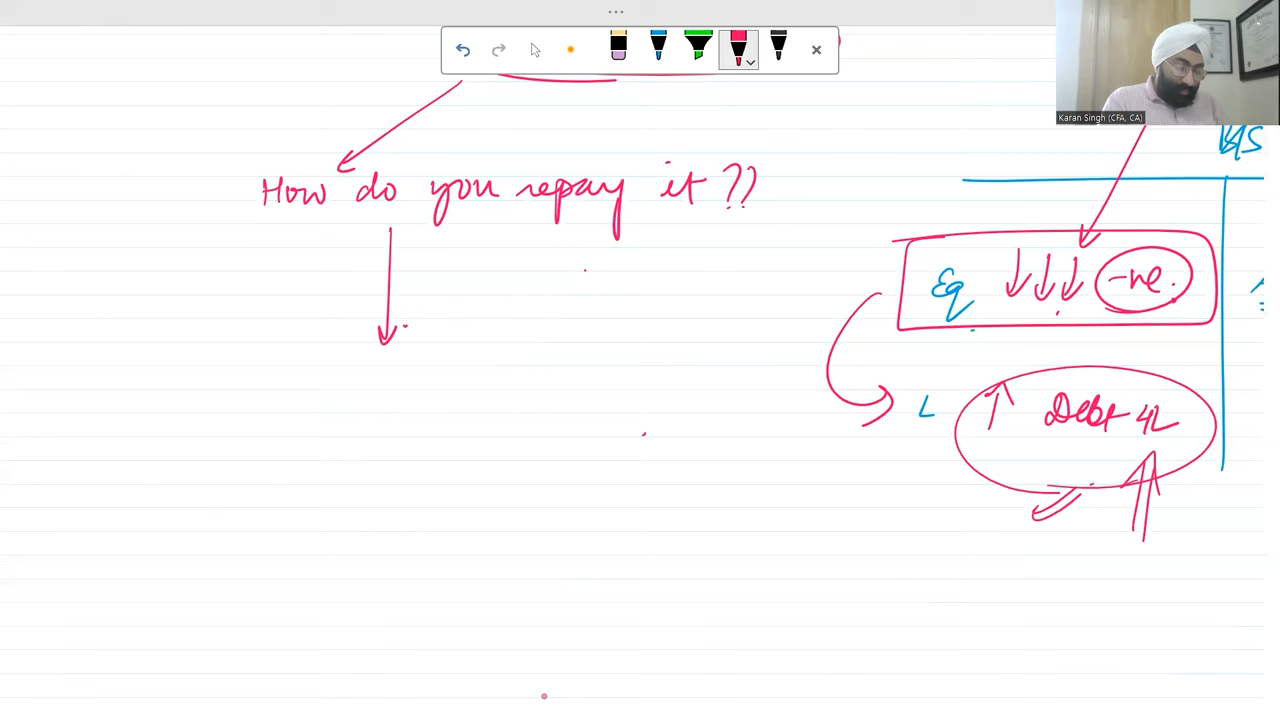 Karan Singh (CFA, CA)
B/S
How do you repay it ??
Eq ↓↓↓ -ve.
L ↑ Debt 4L